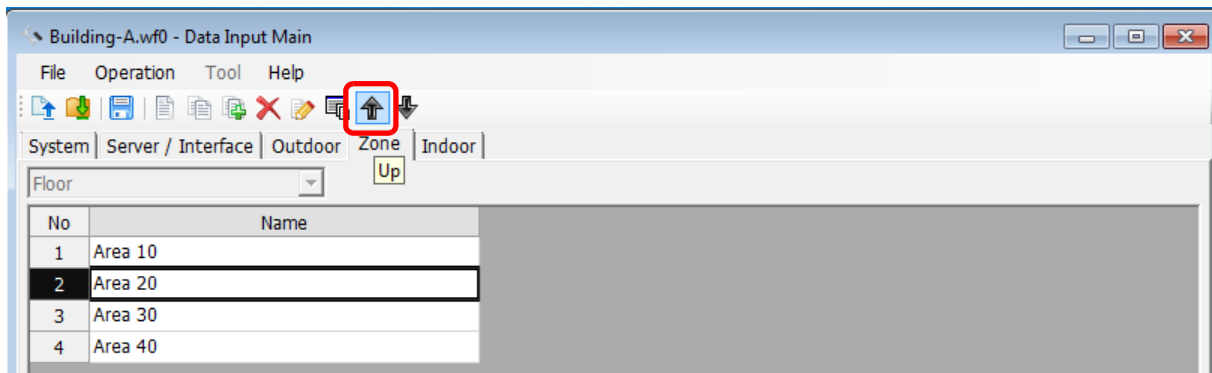 Building-A.wf0 - Data Input Main
File Operation Tool Help
System Server / Interface Outdoor Zone Indoor
Up
Floor
No Name
1 Area 10
2 Area 20
3 Area 30
4 Area 40